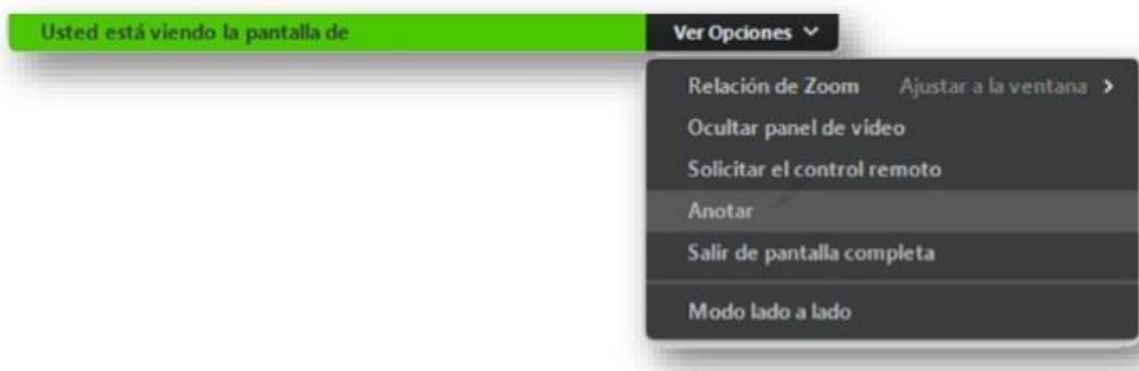 Usted está viendo la pantalla de
Ver Opciones
Relación de Zoom Ajustar a la ventana
Ocultar panel de video
Solicitar el control remoto
Anotar
Salir de pantalla completa
Modo lado a lado